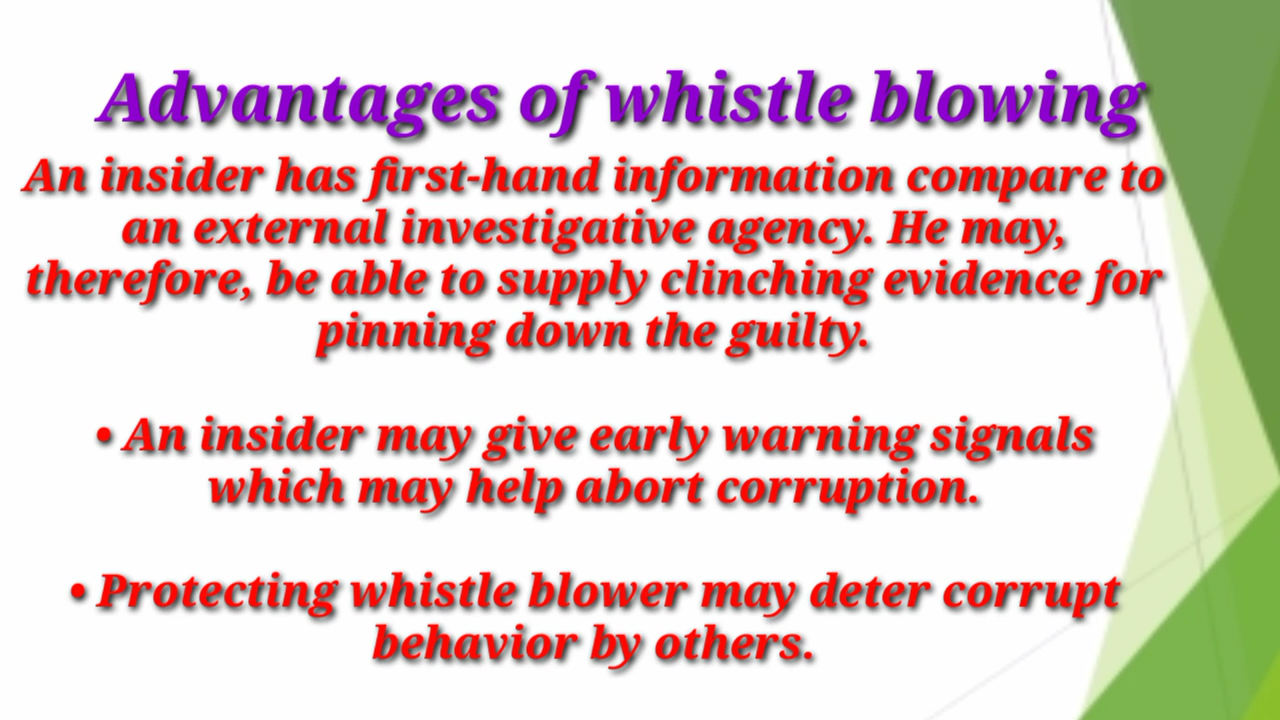 Advantages of whistle blowing
An insider has first-hand information compare to
an external investigative agency. He may,
therefore, be able to supply clinching evidence for
pinning down the guilty.
• An insider may give early warning signals
which may help abort corruption.
• Protecting whistle blower may deter corrupt
behavior by others.